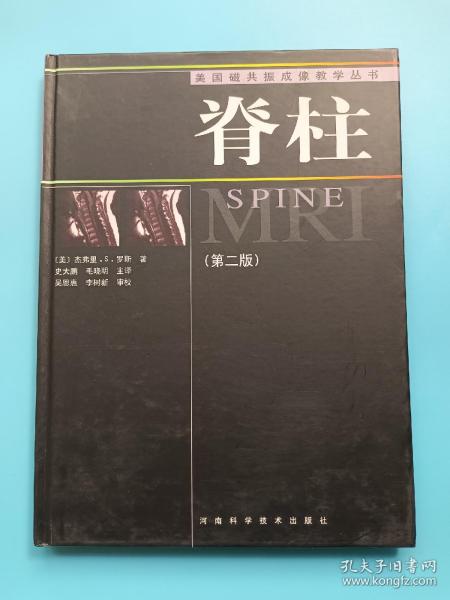 美国磁共振成像教学丛书
脊柱
SPINE
MRI
(第二版)
〔美〕杰弗里.S.罗斯 著
史大鹏 毛晓明 主译
吴恩惠 李树新 审校
河南科学技术出版社
孔夫子旧书网
www.kongfz.com